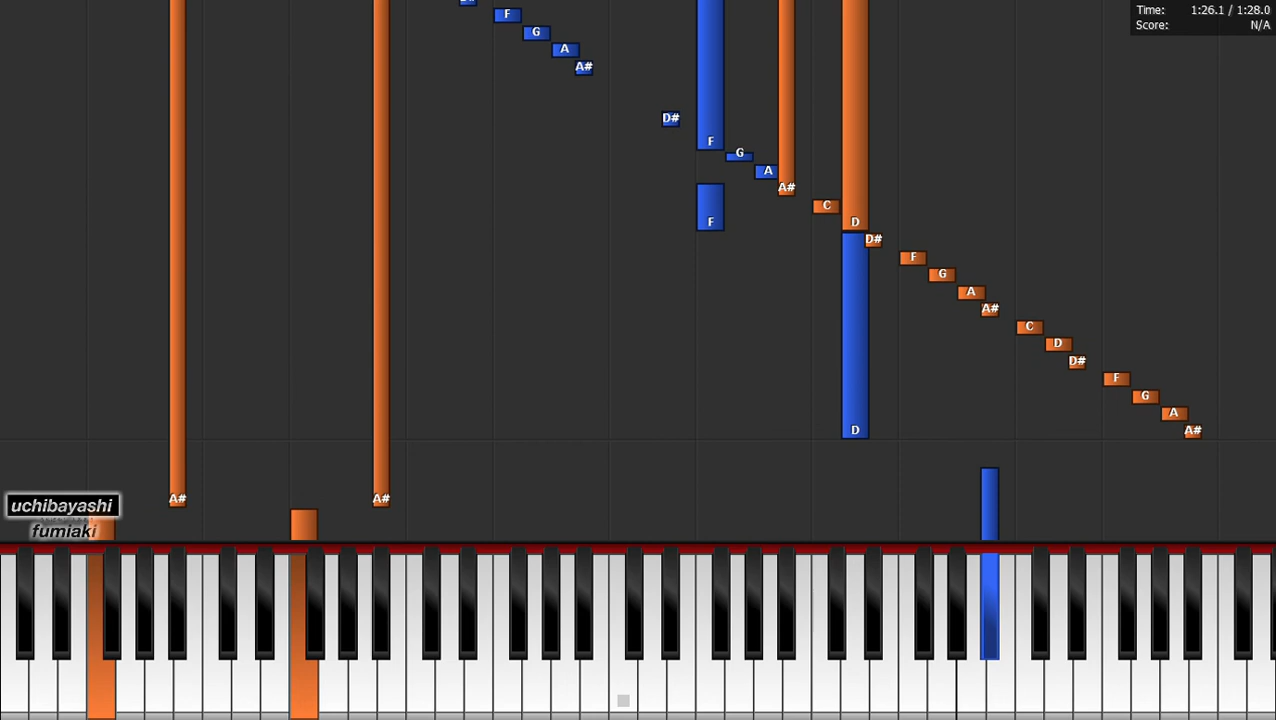 Time: 1:26.1 / 1:28.0
Score: N/A
F
G
A
A#
D#
F
G
A
A#
C
F
D
D#
F
G
A
A#
C
D
D#
F
G
A
D
A#
A#
A#
uchibayashi
fumiaki